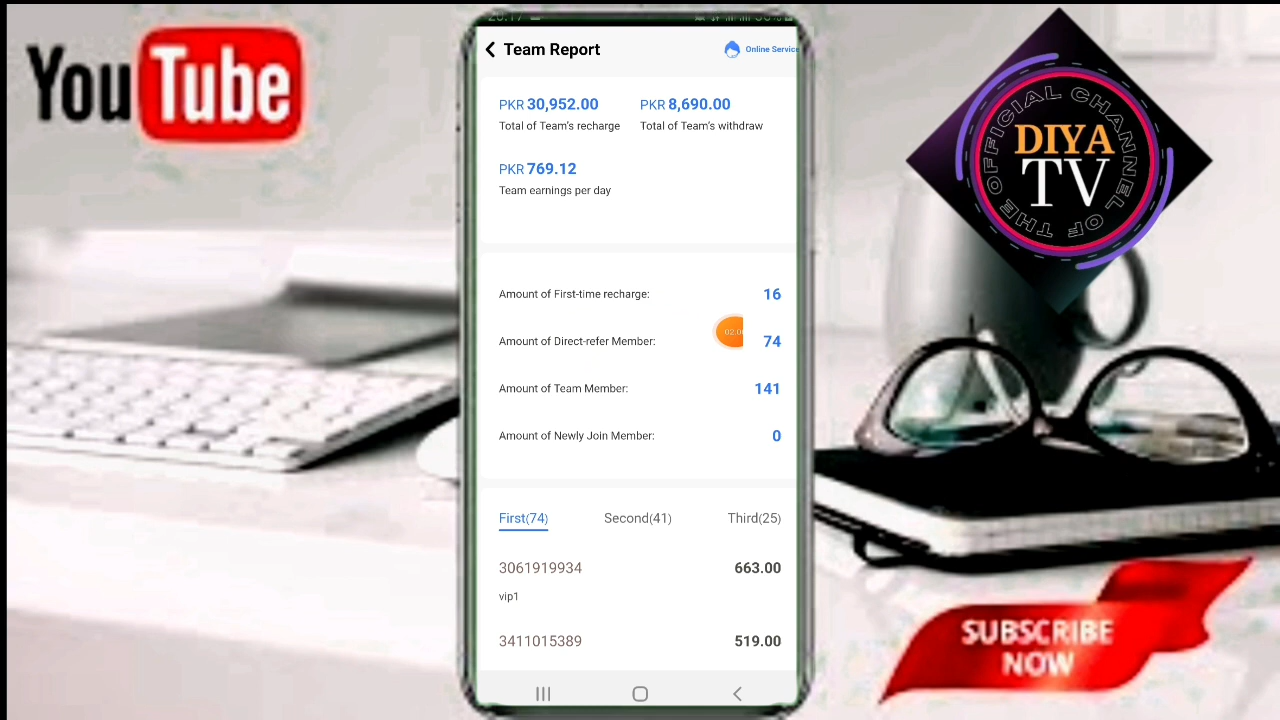 YouTube
Team Report
Online Service
PKR 30,952.00
PKR 8,690.00
Total of Team's recharge
Total of Team's withdraw
PKR 769.12
Team earnings per day
Amount of First-time recharge:
16
Amount of Direct-refer Member:
74
Amount of Team Member:
141
Amount of Newly Join Member:
0
First(74)
Second(41)
Third(25)
3061919934
663.00
vip1
3411015389
519.00
THE OFFICIAL CHANNEL OF
DIYA
TV
SUBSCRIBE
NOW